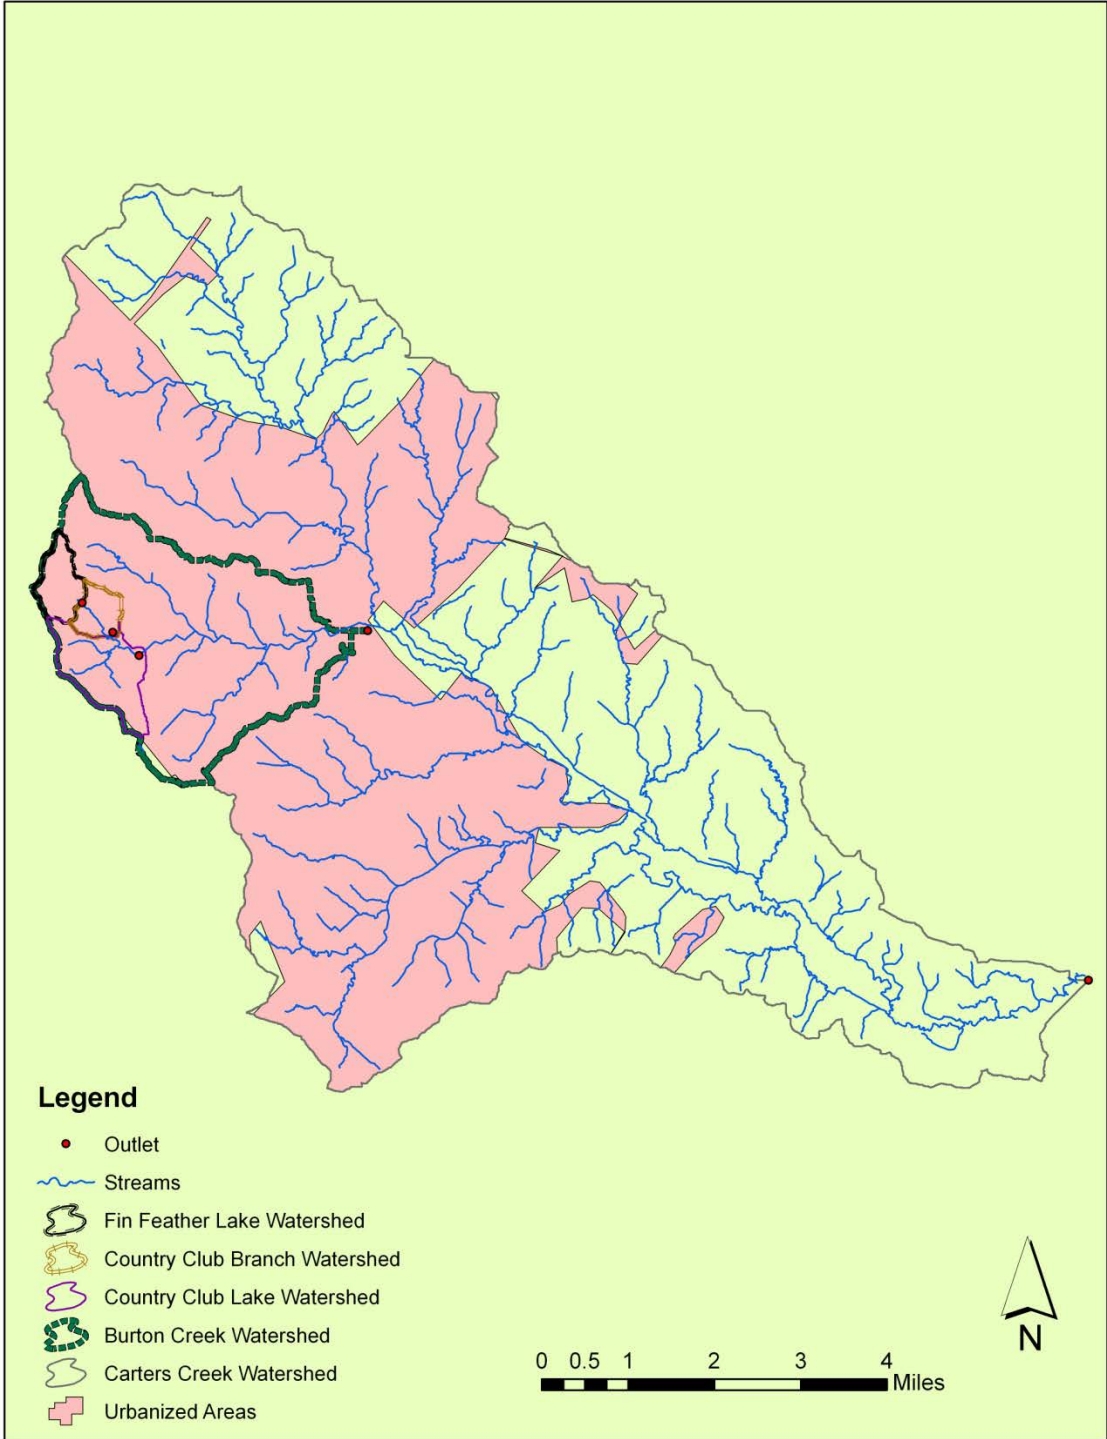 Legend
Outlet
Streams
Fin Feather Lake Watershed
Country Club Branch Watershed
Country Club Lake Watershed
Burton Creek Watershed
Carters Creek Watershed
Urbanized Areas
0 0.5 1 2 3 4
Miles
N